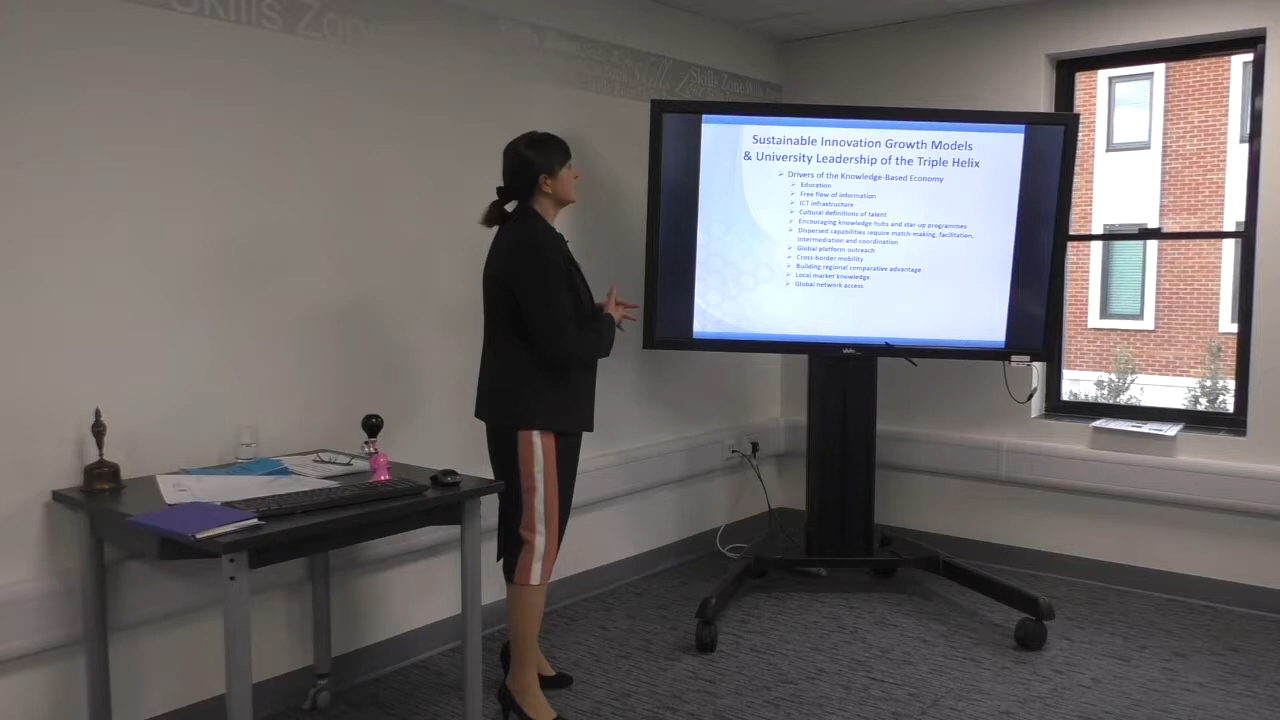 Skills Zone
Skills Zone
Sustainable Innovation Growth Models
& University Leadership of the Triple Helix
➢ Drivers of the Knowledge-Based Economy
➢ Education
➢ Free flow of information
➢ ICT infrastructure
➢ Cultural definitions of talent
➢ Encouraging knowledge hubs and star-up programmes
➢ Dispersed capabilities require match-making, facilitation,
intermediation and coordination
➢ Global platform outreach
➢ Cross-border mobility
➢ Building regional comparative advantage
➢ Local market knowledge
➢ Global network access